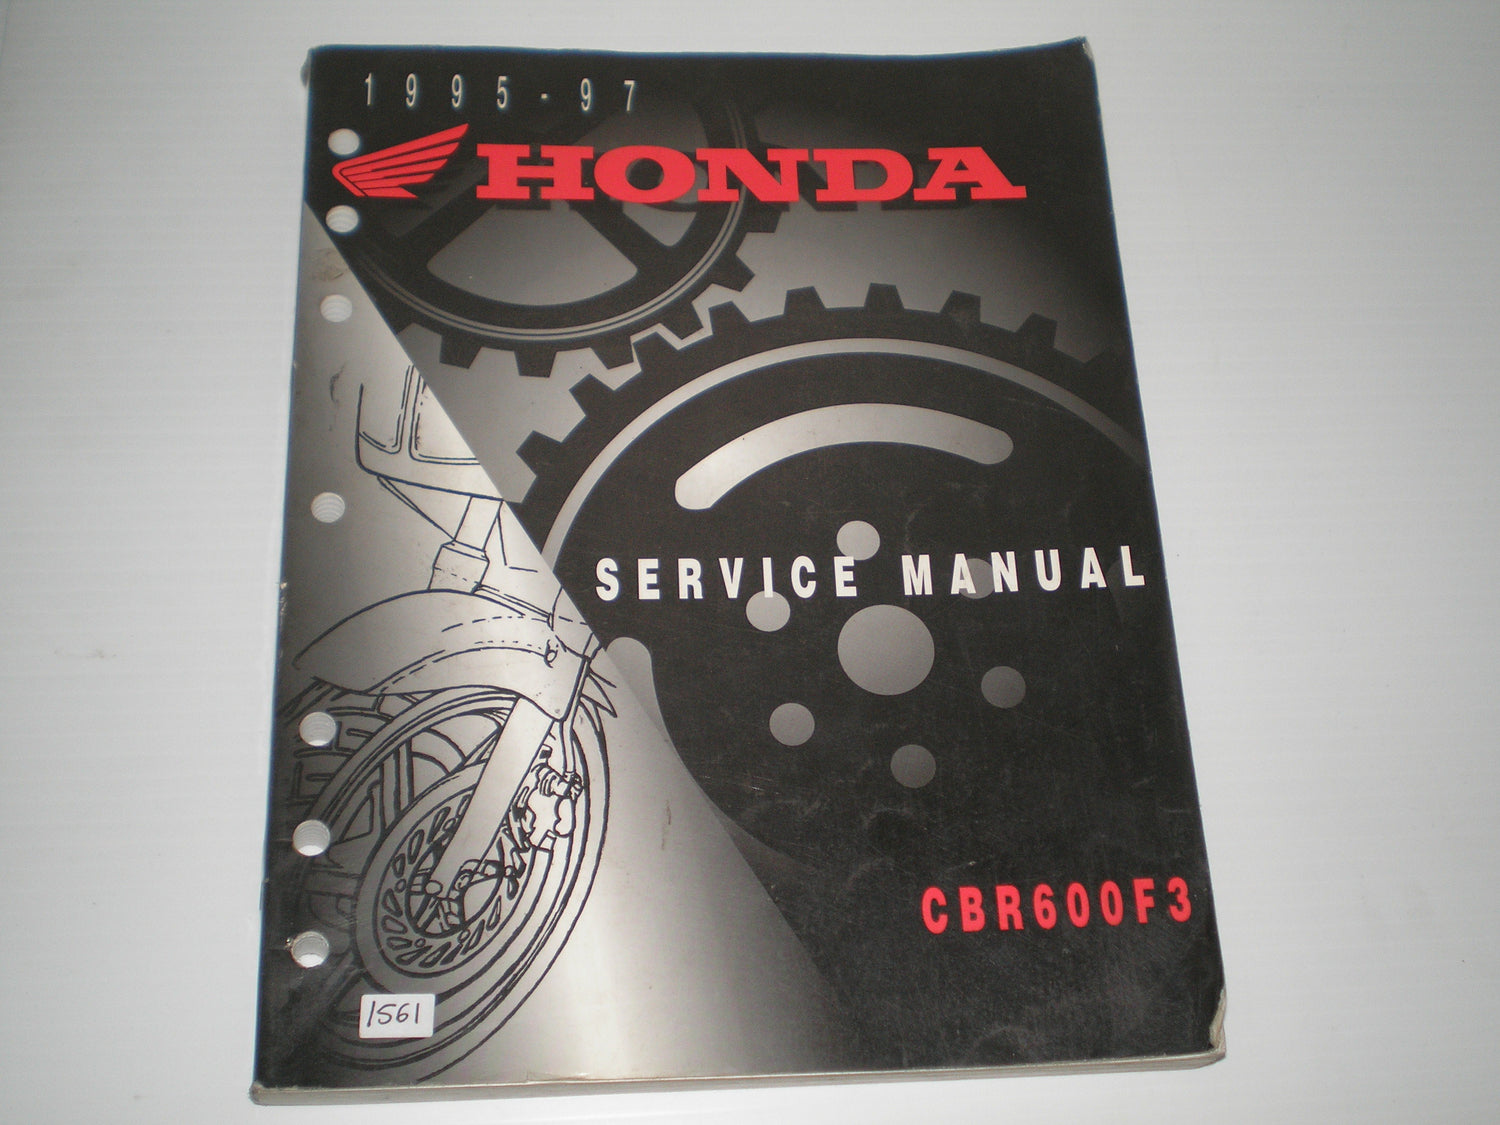 1995-97
HONDA
SERVICE MANUAL
CBR600F3
1561